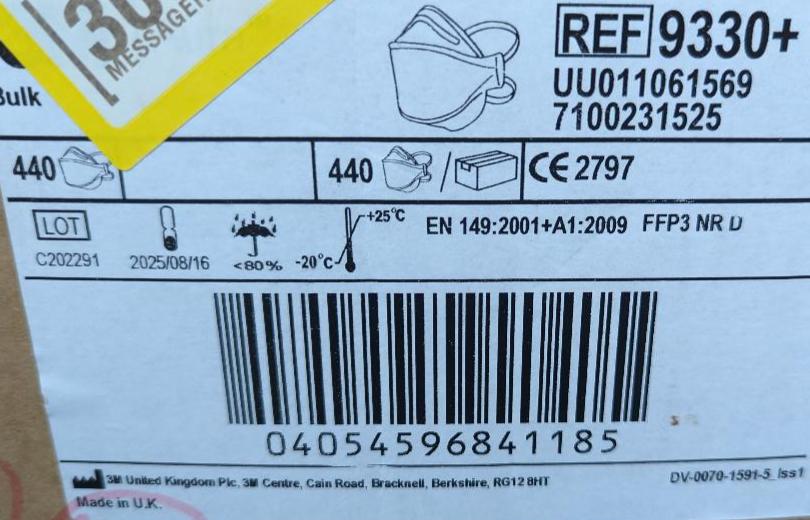 30
MESSAGER
Bulk
REF 9330+
UU011061569
7100231525
440
440 /
CE 2797
LOT
C202291
2025/08/16
<80%
-20°C
+25°C
EN 149:2001+A1:2009 FFP3 NR D
04054596841185
3M United Kingdom Plc, 3M Centre, Cain Road, Bracknell, Berkshire, RG12 8HT
Made in U.K.
DV-0070-1591-5_Iss1